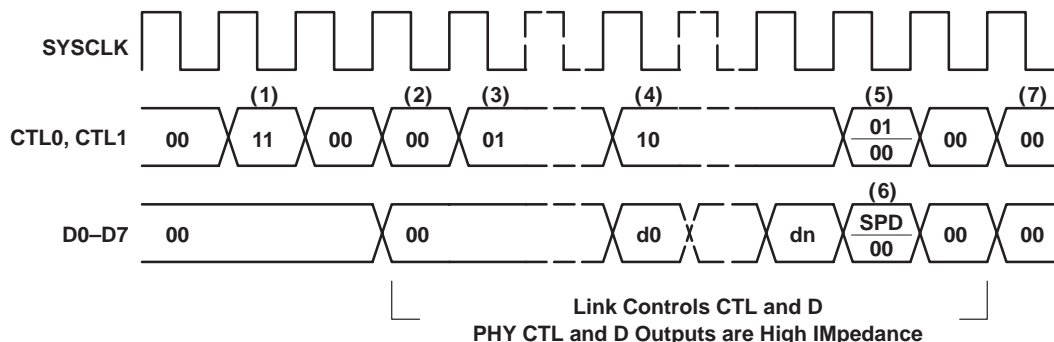 SYSCLK
(1) (2) (3) (4) (5) (7)
CTL0, CTL1 00 11 00 00 01 10 01 00 00 00
(6)
D0–D7 00 00 d0 dn SPD 00 00 00
Link Controls CTL and D
PHY CTL and D Outputs are High IMpedance